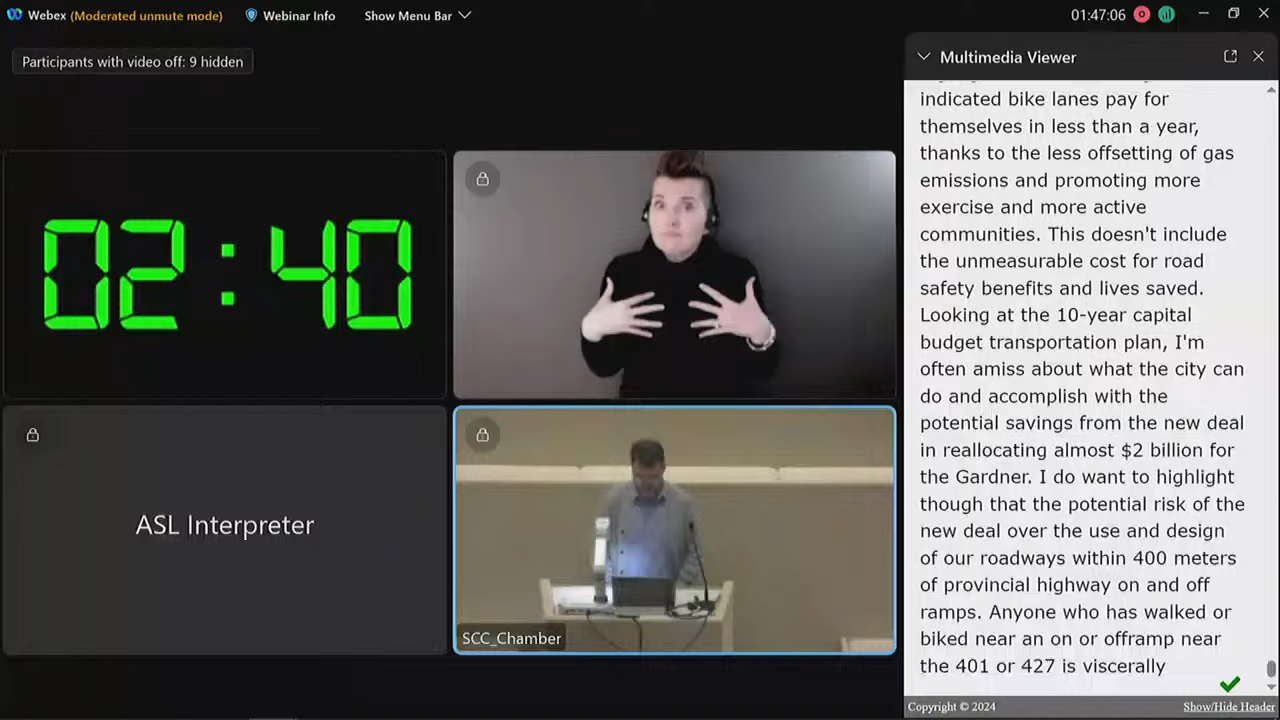 Webex (Moderated unmute mode) Webinar Info Show Menu Bar 01:47:06
Participants with video off: 9 hidden
02:40
ASL Interpreter
SCC_Chamber
Multimedia Viewer
indicated bike lanes pay for
themselves in less than a year,
thanks to the less offsetting of gas
emissions and promoting more
exercise and more active
communities. This doesn't include
the unmeasurable cost for road
safety benefits and lives saved.
Looking at the 10-year capital
budget transportation plan, I'm
often amiss about what the city can
do and accomplish with the
potential savings from the new deal
in reallocating almost $2 billion for
the Gardner. I do want to highlight
though that the potential risk of the
new deal over the use and design
of our roadways within 400 meters
of provincial highway on and off
ramps. Anyone who has walked or
biked near an on or offramp near
the 401 or 427 is viscerally
Copyright © 2024 Show/Hide Header